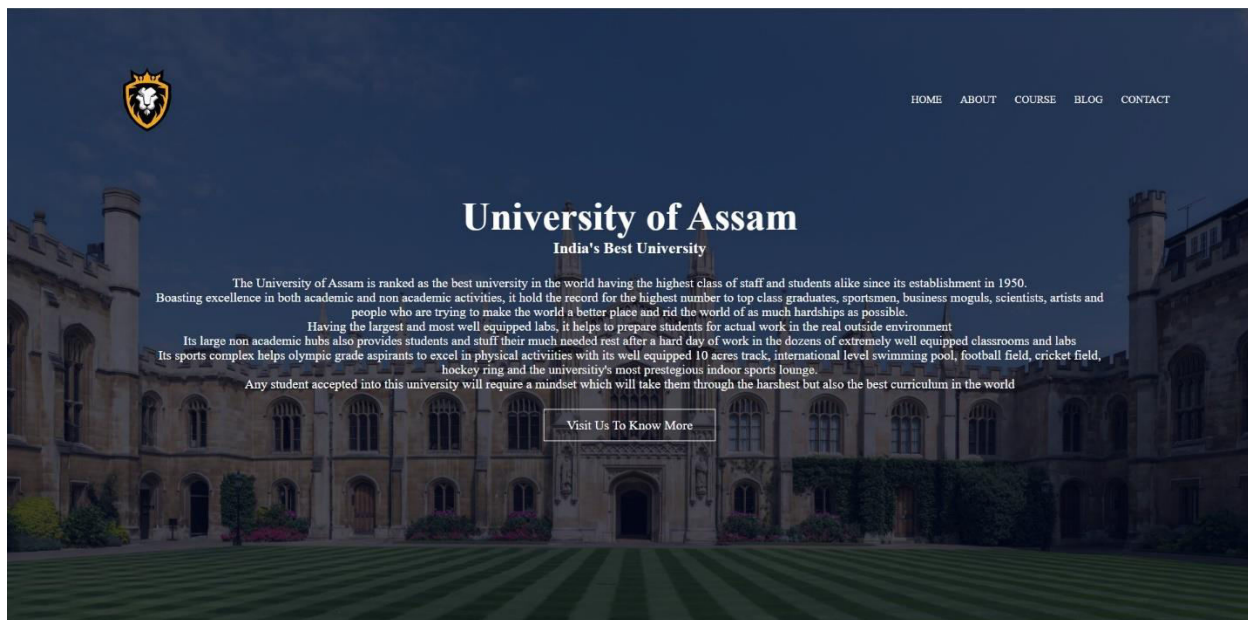 HOME ABOUT COURSE BLOG CONTACT
University of Assam
India's Best University
The University of Assam is ranked as the best university in the world having the highest class of staff and students alike since its establishment in 1950.
Boasting excellence in both academic and non academic activities, it hold the record for the highest number to top class graduates, sportsmen, business moguls, scientists, artists and
people who are trying to make the world a better place and rid the world of as much hardships as possible.
Having the largest and most well equipped labs, it helps to prepare students for actual work in the real outside environment
Its large non academic hubs also provides students and stuff their much needed rest after a hard day of work in the dozens of extremely well equipped classrooms and labs
Its sports complex helps olympic grade aspirants to excel in physical activiities with its well equipped 10 acres track, international level swimming pool, football field, cricket field,
hockey ring and the universitiy's most prestegious indoor sports lounge.
Any student accepted into this university will require a mindset which will take them through the harshest but also the best curriculum in the world
Visit Us To Know More